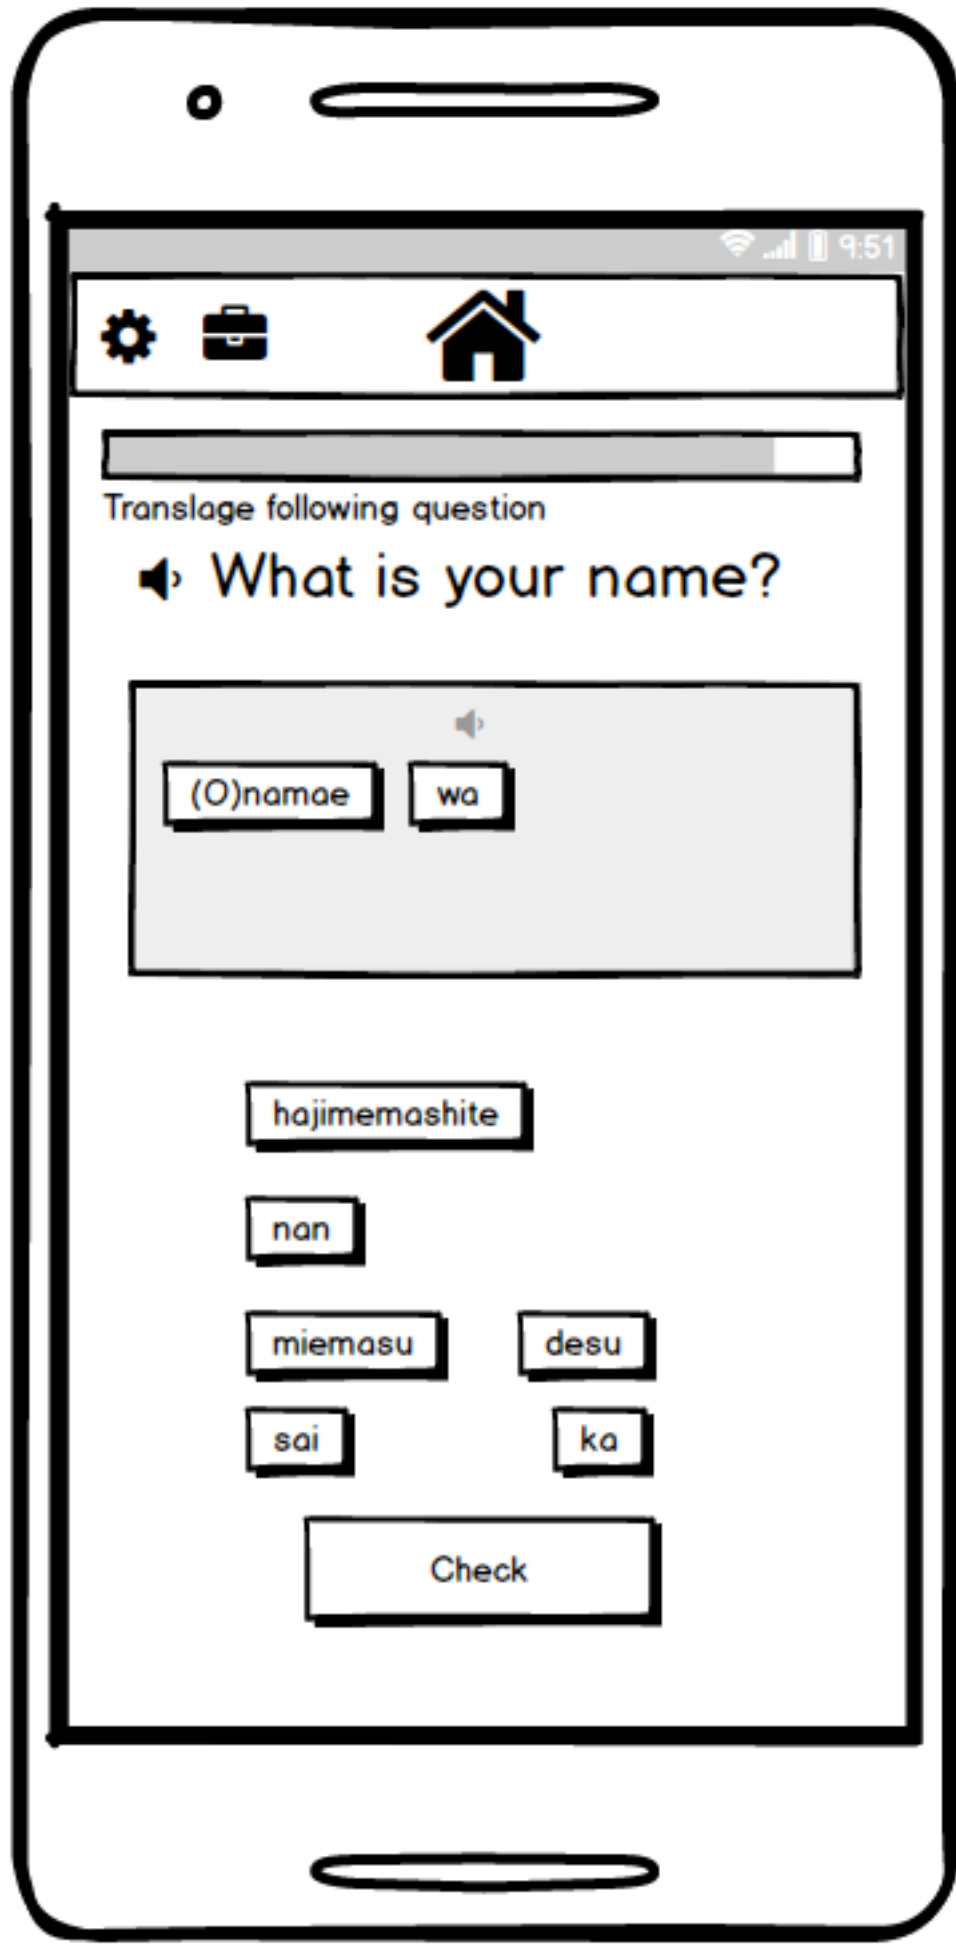 9:51
Translage following question
What is your name?
(O)namae wa
hajimemashite
nan
miemasu desu
sai ka
Check